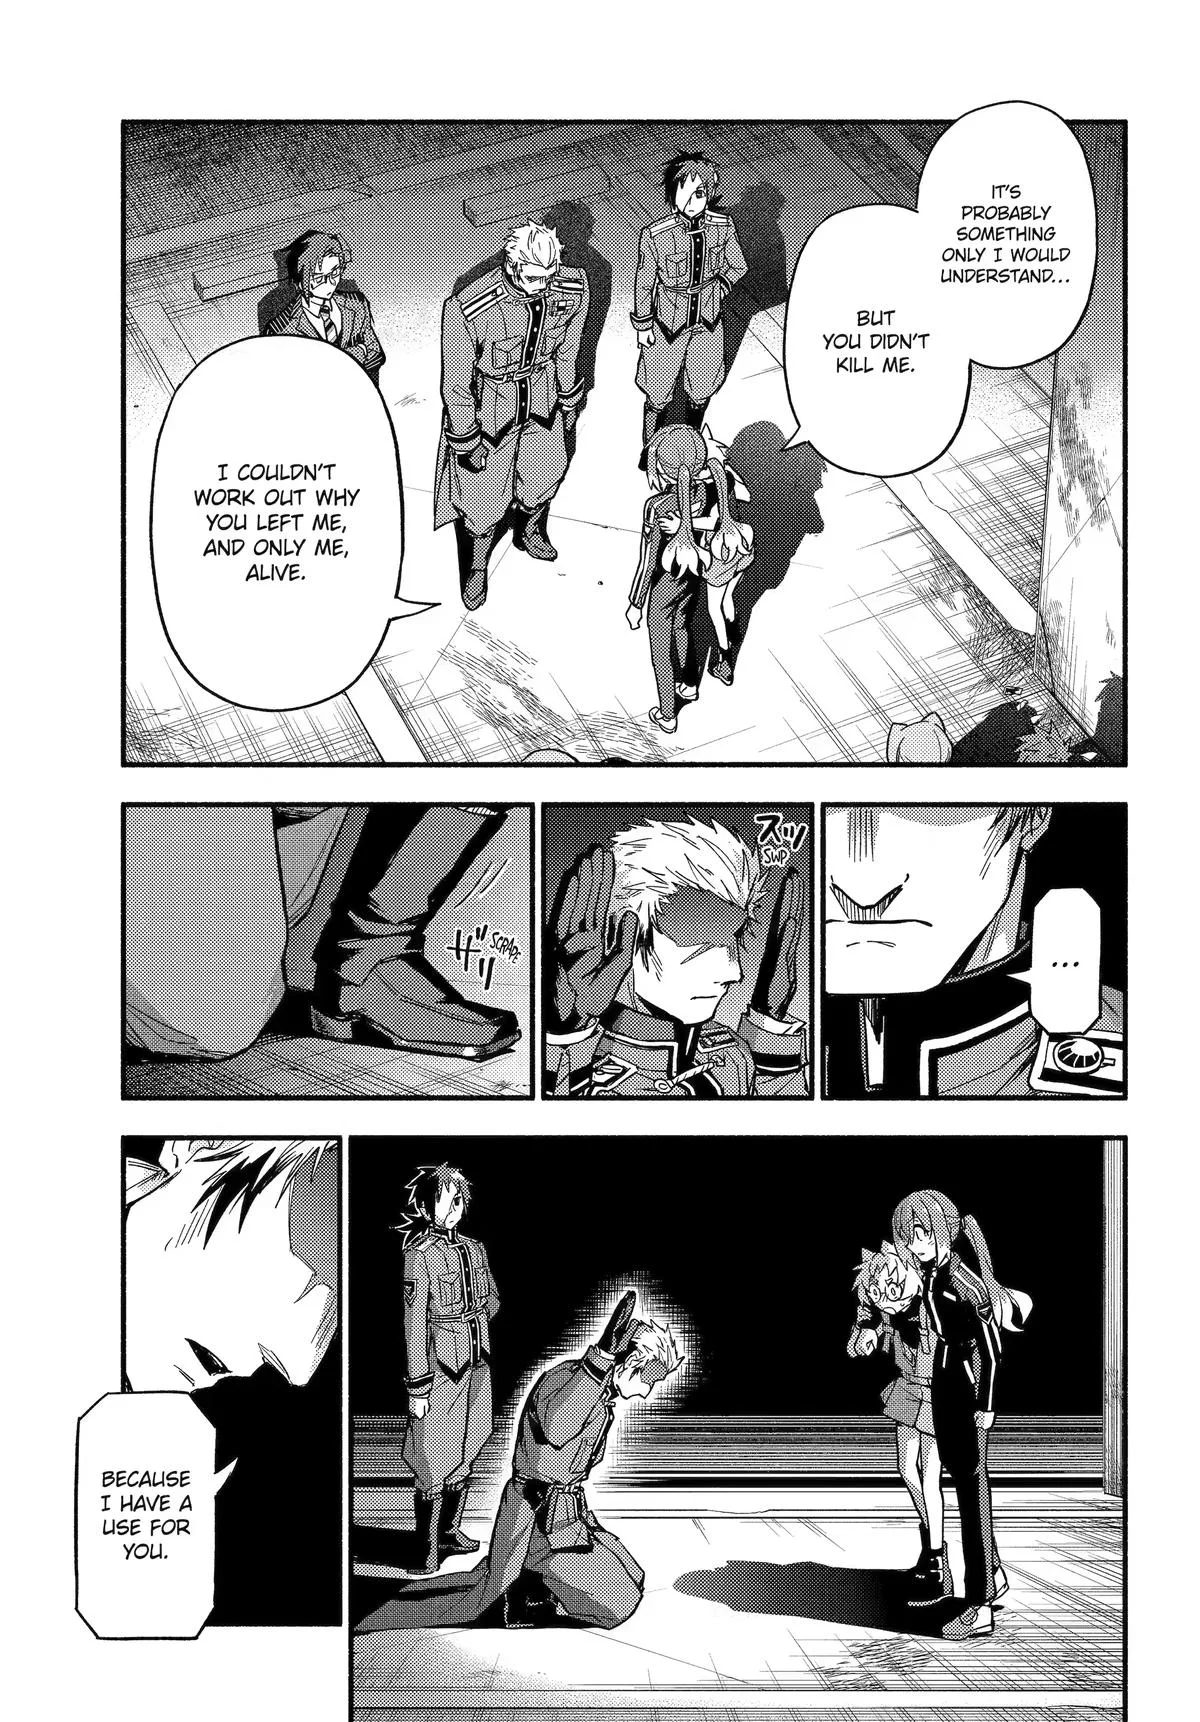 IT'S
PROBABLY
SOMETHING
ONLY I WOULD
UNDERSTAND...
BUT
YOU DIDN'T
KILL ME.
I COULDN'T
WORK OUT WHY
YOU LEFT ME,
AND ONLY ME,
ALIVE.
...
スッ
SWP
ザリ
SCRAPE
BECAUSE
I HAVE A
USE FOR
YOU.